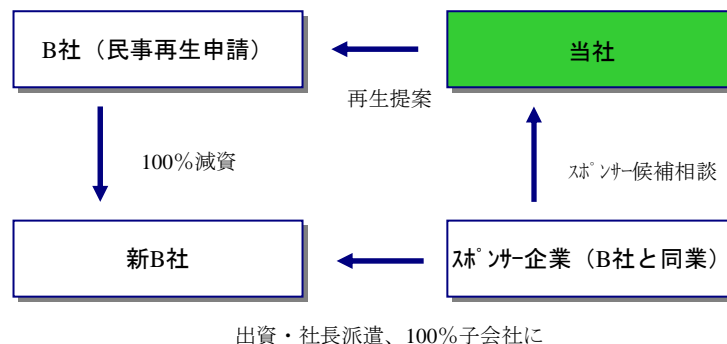 B社（民事再生申請）
当社
再生提案
100％減資
ｽﾎﾟﾝｻｰ候補相談
新B社
ｽﾎﾟﾝｻｰ企業（B社と同業）
出資・社長派遣、100％子会社に